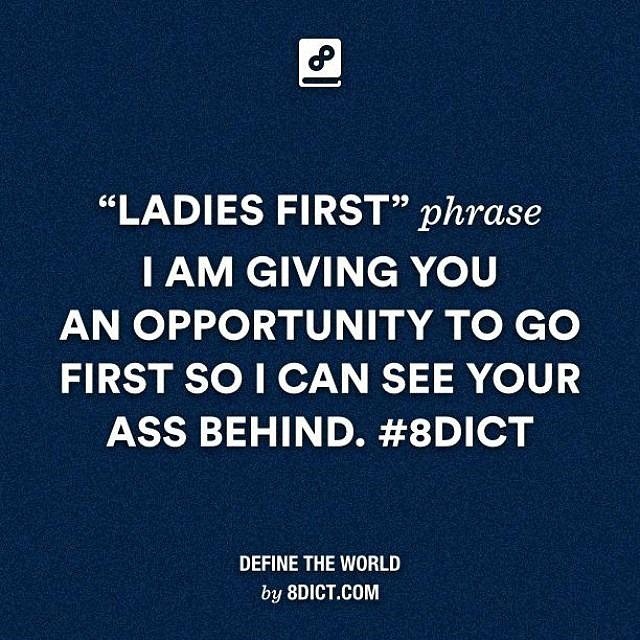 “LADIES FIRST” phrase
I AM GIVING YOU
AN OPPORTUNITY TO GO
FIRST SO I CAN SEE YOUR
ASS BEHIND. #8DICT
DEFINE THE WORLD
by 8DICT.COM